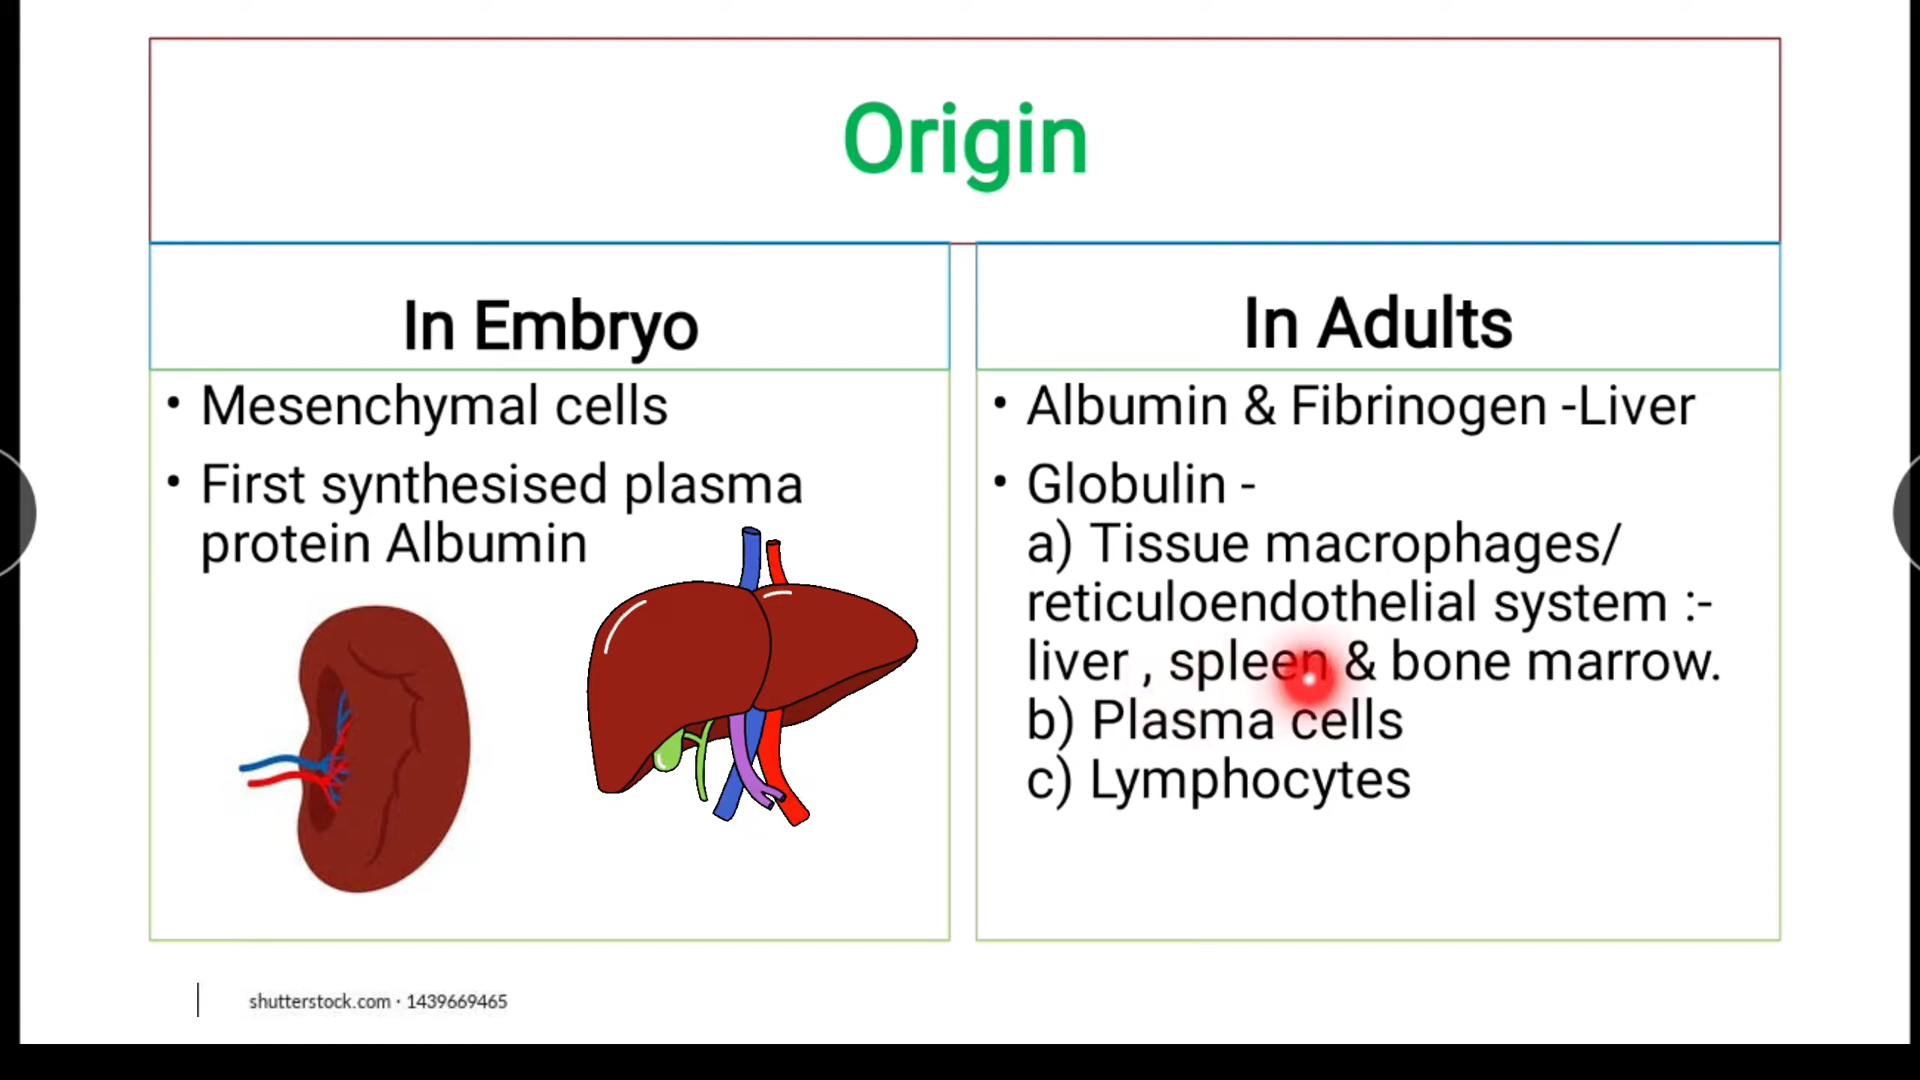 Origin
In Embryo
• Mesenchymal cells
• First synthesised plasma
protein Albumin
In Adults
• Albumin & Fibrinogen -Liver
• Globulin -
a) Tissue macrophages/
reticuloendothelial system :-
liver , spleen & bone marrow.
b) Plasma cells
c) Lymphocytes
shutterstock.com · 1439669465